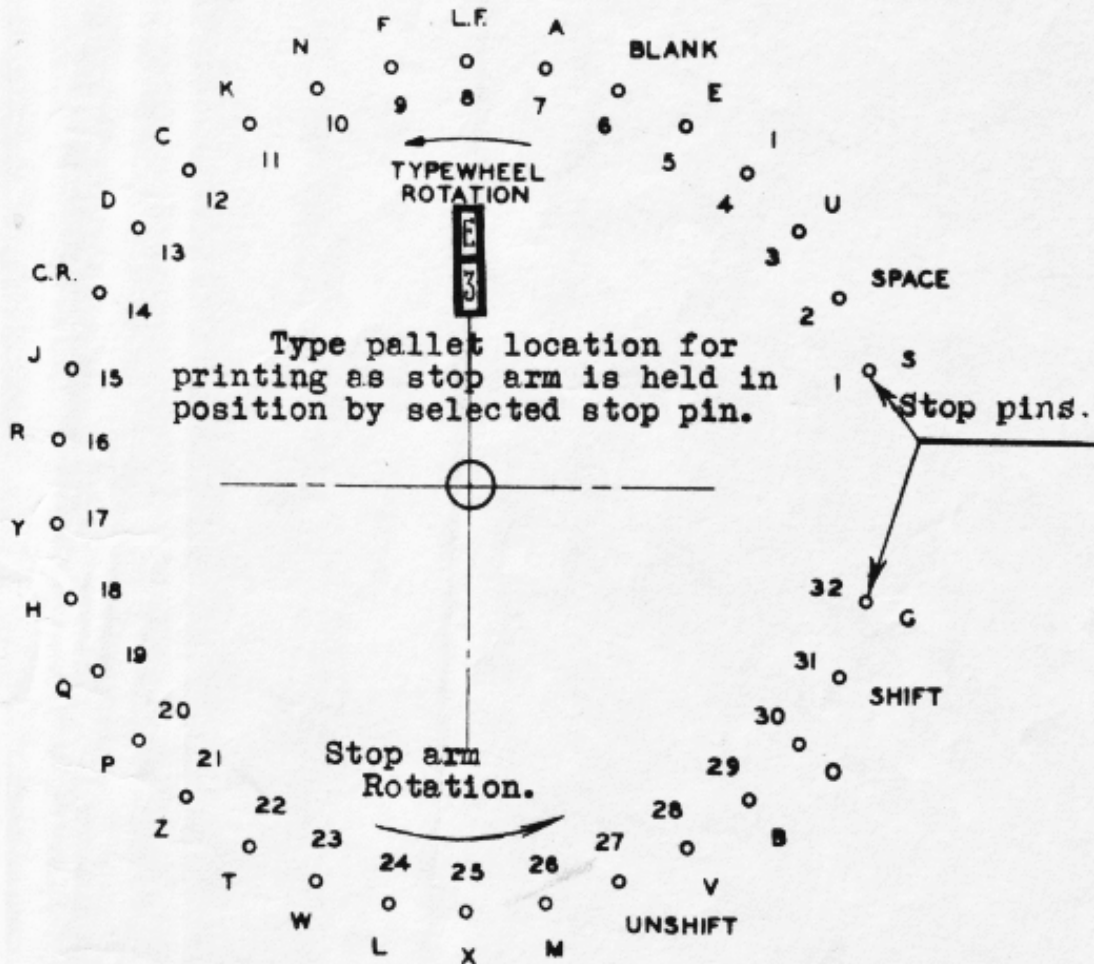 L.F.
F
A
N
BLANK
K
E
9
8
7
10
6
C
11
5
I
TYPEWHEEL
ROTATION
12
4
D
U
13
3
E
3
C.R.
SPACE
14
2
Type pallet location for
printing as stop arm is held in
position by selected stop pin.
J
15
1
S
Stop pins.
R
16
Y
17
H
18
32
G
19
31
Q
SHIFT
20
30
P
21
Stop arm
Rotation.
29
O
Z
22
28
B
23
27
T
24
25
26
V
W
UNSHIFT
L
X
M